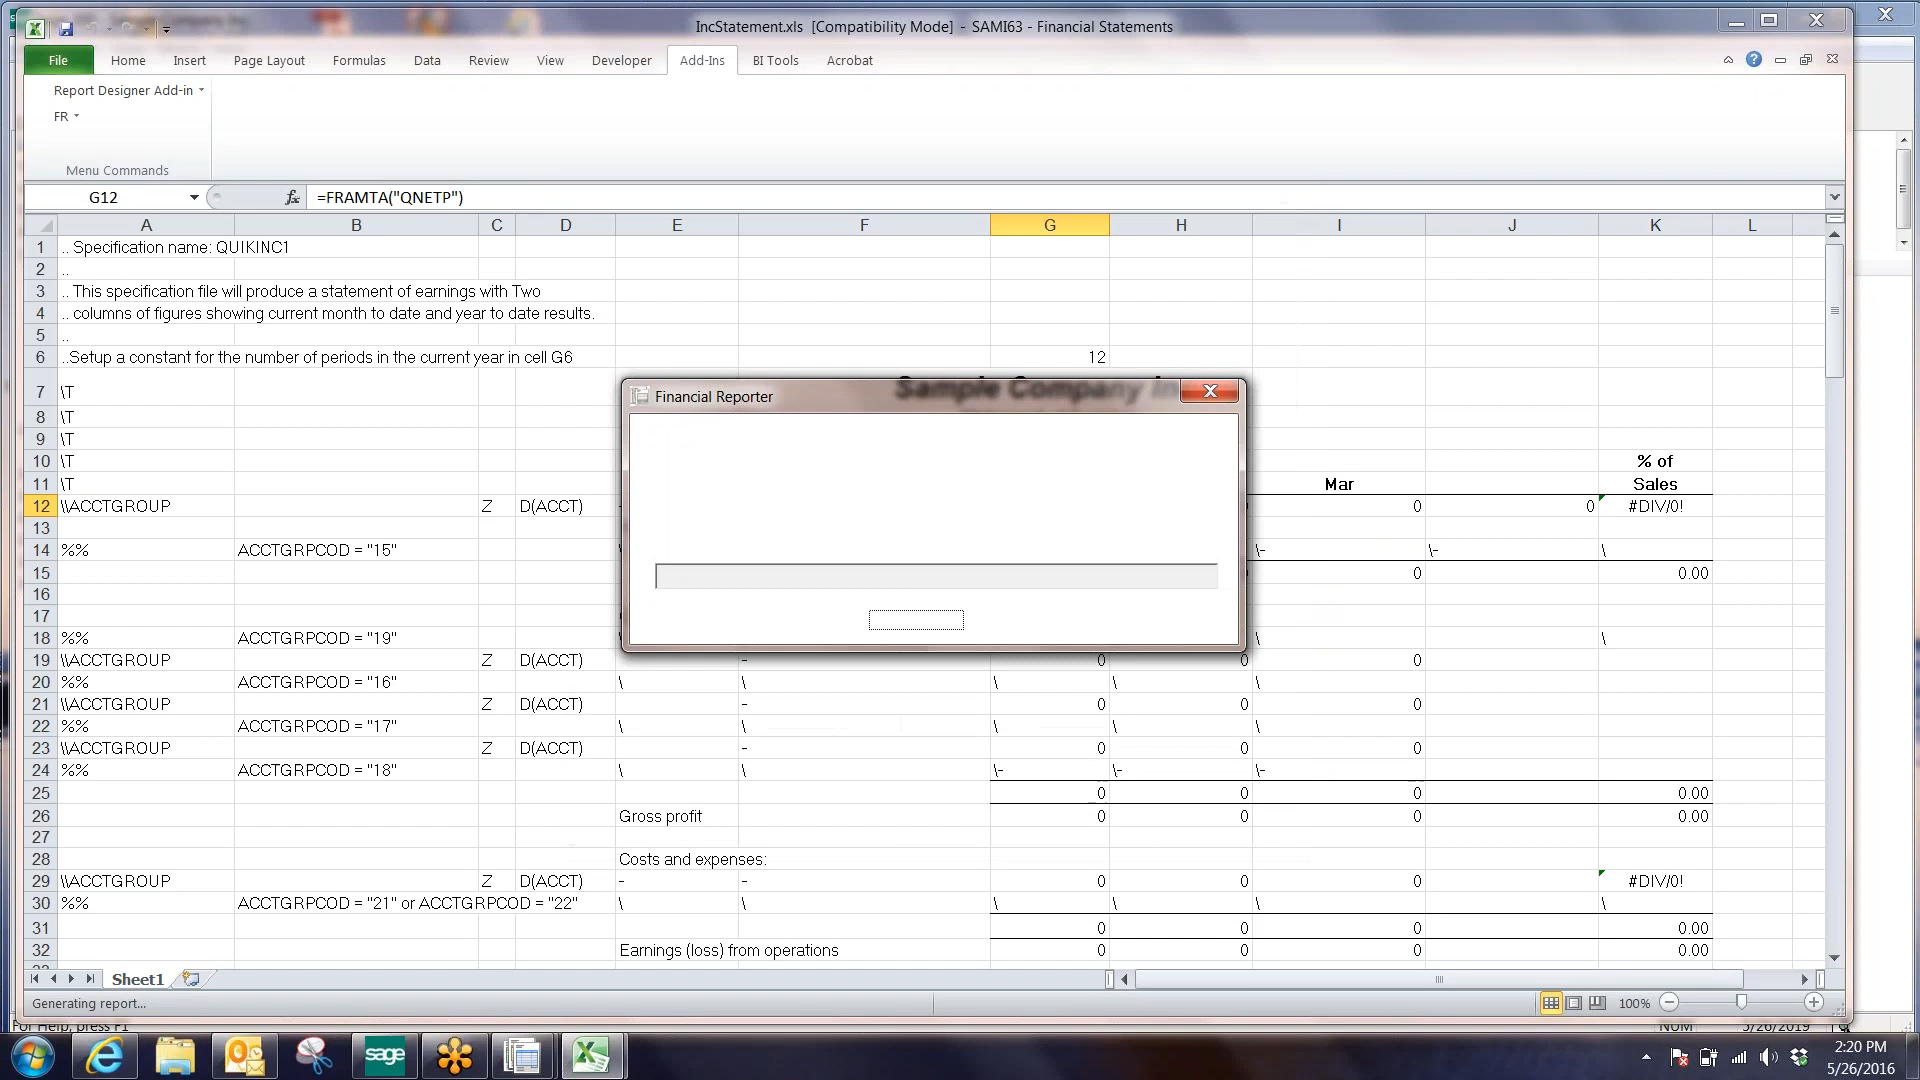 IncStatement.xls [Compatibility Mode] - SAMI63 - Financial Statements
File Home Insert Page Layout Formulas Data Review View Developer Add-Ins BI Tools Acrobat
Report Designer Add-in
FR
Menu Commands
G12 fx =FRAMTA("QNETP")
A B C D E F G H I J K L
1 .. Specification name: QUIKINC1
2 ..
3 .. This specification file will produce a statement of earnings with Two
4 .. columns of figures showing current month to date and year to date results.
5 ..
6 ..Setup a constant for the number of periods in the current year in cell G6 12
7 \T
Sample Company In
Financial Reporter
8 \T
9 \T
10 \T % of
11 \T Mar Sales
12 \\ACCTGROUP Z D(ACCT) 0 0 #DIV/0!
13
14 %% ACCTGRPCOD = "15" \- \- \
15 0 0.00
16
17
18 %% ACCTGRPCOD = "19" \ \
19 \\ACCTGROUP Z D(ACCT) - 0 0 0
20 %% ACCTGRPCOD = "16" \ \ \ \ \
21 \\ACCTGROUP Z D(ACCT) - 0 0 0
22 %% ACCTGRPCOD = "17" \ \ \ \ \
23 \\ACCTGROUP Z D(ACCT) - 0 0 0
24 %% ACCTGRPCOD = "18" \ \ \- \- \-
25 0 0 0 0.00
26 Gross profit 0 0 0 0.00
27
28 Costs and expenses:
29 \\ACCTGROUP Z D(ACCT) - - 0 0 0 #DIV/0!
30 %% ACCTGRPCOD = "21" or ACCTGRPCOD = "22" \ \ \ \ \ \
31 0 0 0 0.00
32 Earnings (loss) from operations 0 0 0 0.00
Sheet1
Generating report... 100%
For Help, press F1 NUM 5/26/2019
sage
2:20 PM
5/26/2016